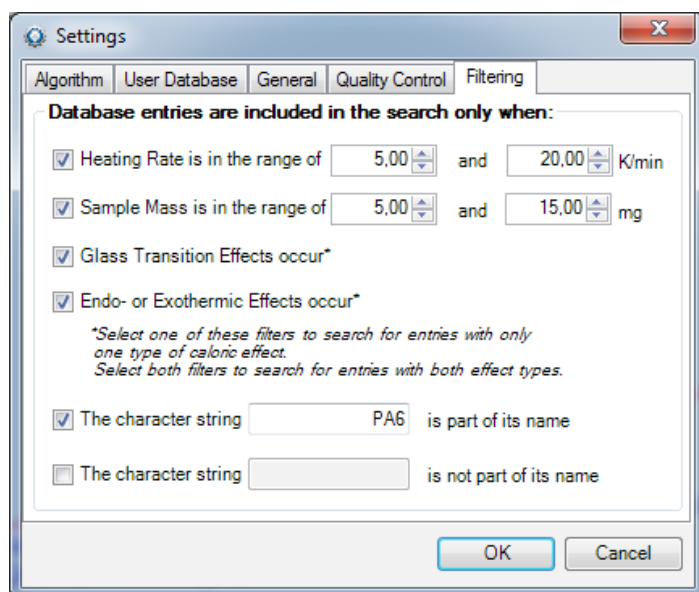 Settings
Algorithm User Database General Quality Control Filtering
Database entries are included in the search only when:
Heating Rate is in the range of 5,00 and 20,00 K/min
Sample Mass is in the range of 5,00 and 15,00 mg
Glass Transition Effects occur*
Endo- or Exothermic Effects occur*
*Select one of these filters to search for entries with only
one type of caloric effect.
Select both filters to search for entries with both effect types.
The character string PA6 is part of its name
The character string is not part of its name
OK Cancel